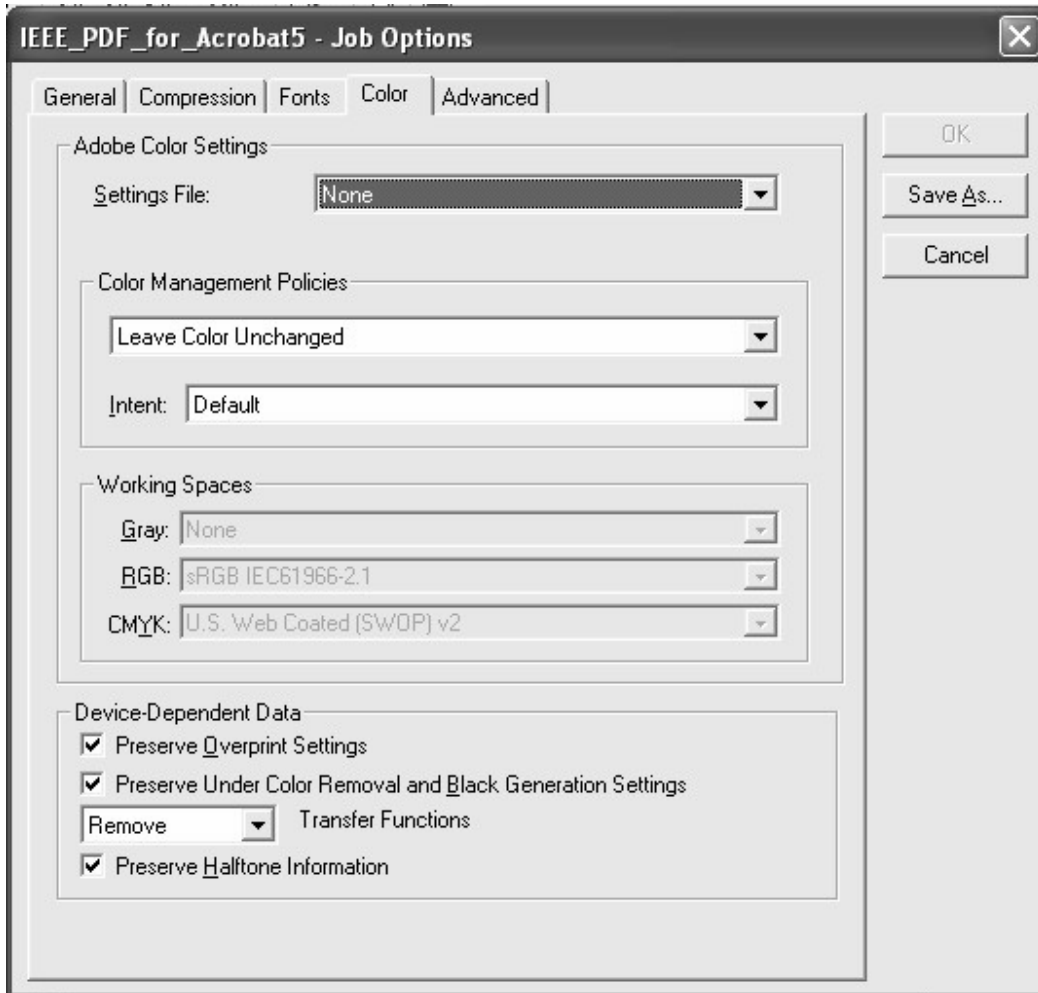 IEEE_PDF_for_Acrobat5 - Job Options
General Compression Fonts Color Advanced
Adobe Color Settings
Settings File: None
Color Management Policies
Leave Color Unchanged
Intent: Default
Working Spaces
Gray: None
RGB: sRGB IEC61966-2.1
CMYK: U.S. Web Coated (SWOP) v2
Device-Dependent Data
Preserve Overprint Settings
Preserve Under Color Removal and Black Generation Settings
Remove Transfer Functions
Preserve Halftone Information
OK
Save As...
Cancel